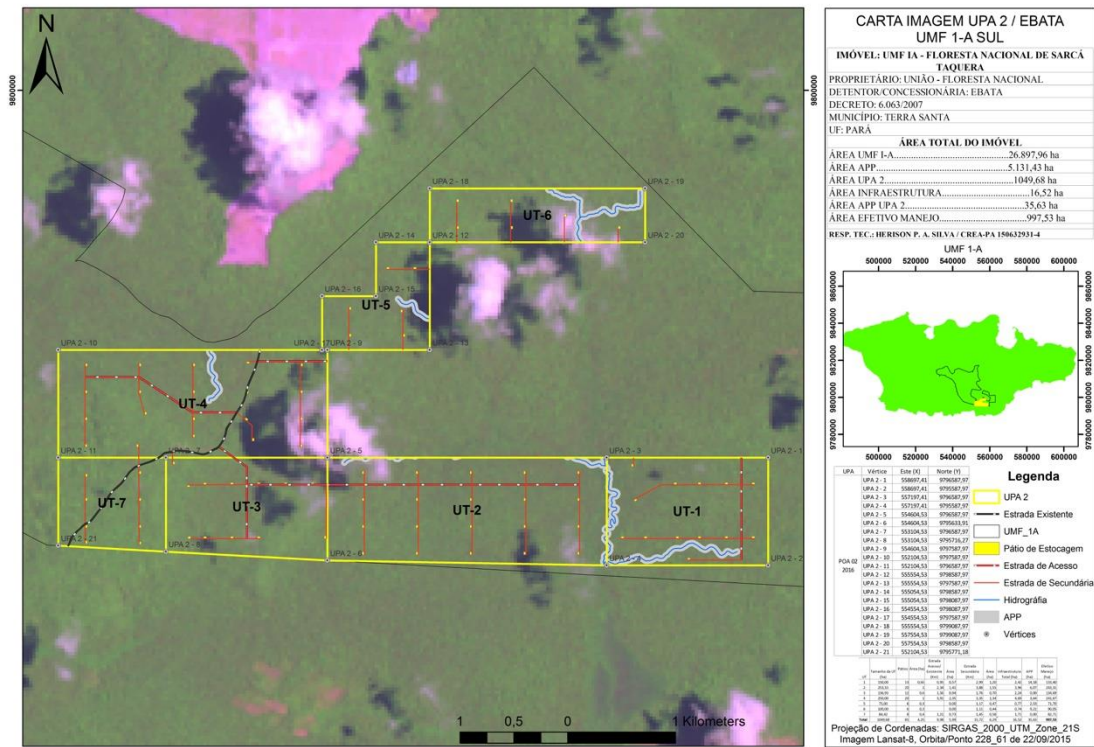 CARTA IMAGEM UPA 2 / EBATA
UMF 1-A SUL
IMÓVEL: UMF IA - FLORESTA NACIONAL DE SARCÁ
TAQUERA
PROPRIETÁRIO: UNIÃO - FLORESTA NACIONAL
DETENTOR/CONCESSIONÁRIA: EBATA
DECRETO: 6.063/2007
MUNICÍPIO: TERRA SANTA
UF: PARÁ
ÁREA TOTAL DO IMÓVEL
ÁREA UMF I-A 26.897,96 ha
ÁREA APP 5.131,43 ha
ÁREA UPA 2 1049,68 ha
ÁREA INFRAESTRUTURA 16,52 ha
ÁREA APP UPA 2 35,63 ha
ÁREA EFETIVO MANEJO 997,53 ha
RESP. TEC.: HERISON P. A. SILVA / CREA-PA 150632931-4
N
9800000
9800000
UPA 2 - 18
UPA 2 - 19
UT-6
UPA 2 - 14
UPA 2 - 12
UPA 2 - 20
UPA 2 - 16
UPA 2 - 15
UT-5
UPA 2 - 10
UPA 2 - 9
UPA 2 - 13
UT-4
UPA 2 - 11
UPA 2 - 5
UPA 2 - 3
UPA 2 - 1
UT-7
UT-3
UT-2
UT-1
UPA 2 - 21
UPA 2 - 8
UPA 2 - 6
1 0,5 0 1 Kilometers
UMF 1-A
500000 520000 540000 560000 580000 600000
9860000
9840000
9820000
9800000
9780000
9860000
9840000
9820000
9800000
9780000
500000 520000 540000 560000 580000 600000
UPA Vértice Este (X) Norte (Y)
POA 02
2016
UPA 2 - 1 558697,41 9796587,97
UPA 2 - 2 558697,41 9795587,97
UPA 2 - 3 557197,41 9796587,97
UPA 2 - 4 557197,41 9795587,97
UPA 2 - 5 554604,53 9796587,97
UPA 2 - 6 554604,53 9795633,91
UPA 2 - 7 553104,53 9796587,97
UPA 2 - 8 553104,53 9795716,27
UPA 2 - 9 554604,53 9797587,97
UPA 2 - 10 552104,53 9797587,97
UPA 2 - 11 552104,53 9796587,97
UPA 2 - 12 555554,53 9798587,97
UPA 2 - 13 555554,53 9797587,97
UPA 2 - 14 555054,53 9798587,97
UPA 2 - 15 555054,53 9798087,97
UPA 2 - 16 554554,53 9798087,97
UPA 2 - 17 554554,53 9797587,97
UPA 2 - 18 555554,53 9799087,97
UPA 2 - 19 557554,53 9799087,97
UPA 2 - 20 557554,53 9798587,97
UPA 2 - 21 552104,53 9795771,18
Legenda
UPA 2
Estrada Existente
UMF_1A
Pátio de Estocagem
Estrada de Acesso
Estrada de Secundária
Hidrográfia
APP
Vértices
Projeção de Cordenadas: SIRGAS_2000_UTM_Zone_21S
Imagem Lansat-8, Orbita/Ponto 228_61 de 22/09/2015